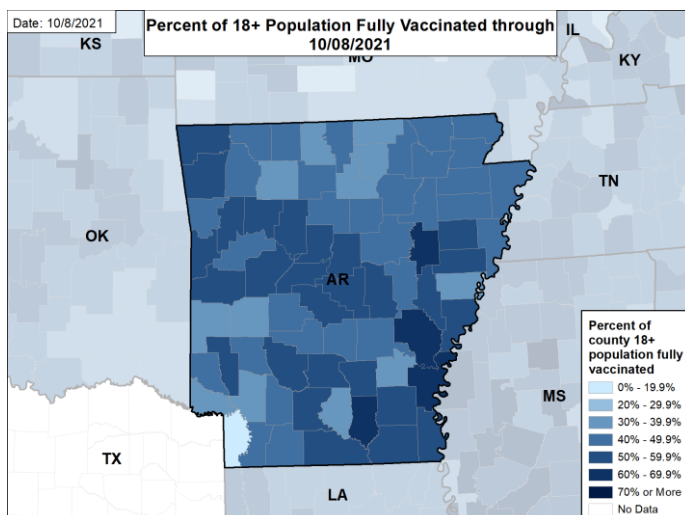 Date: 10/8/2021
Percent of 18+ Population Fully Vaccinated through
10/08/2021
IL
KS
MO
KY
TN
OK
AR
MS
TX
LA
Percent of
county 18+
population fully
vaccinated
0% - 19.9%
20% - 29.9%
30% - 39.9%
40% - 49.9%
50% - 59.9%
60% - 69.9%
70% or More
No Data